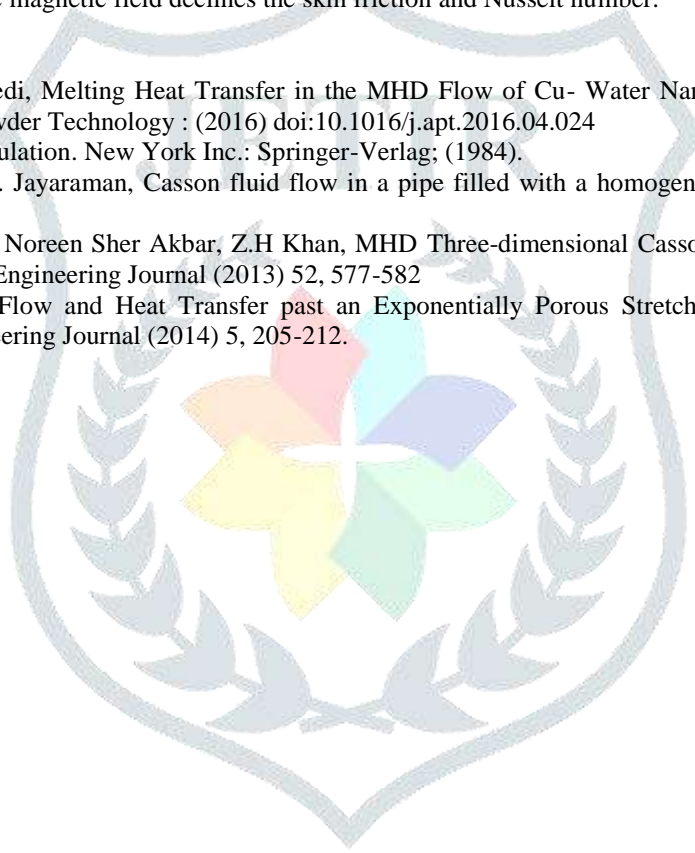 magnetic field declines the skin friction and Nusselt number.
edi, Melting Heat Transfer in the MHD Flow of Cu- Water Nan
wder Technology : (2016) doi:10.1016/j.apt.2016.04.024
ulation. New York Inc.: Springer-Verlag; (1984).
. Jayaraman, Casson fluid flow in a pipe filled with a homogen
Noreen Sher Akbar, Z.H Khan, MHD Three-dimensional Casso
Engineering Journal (2013) 52, 577-582
Flow and Heat Transfer past an Exponentially Porous Stretch
ering Journal (2014) 5, 205-212.
JETIR